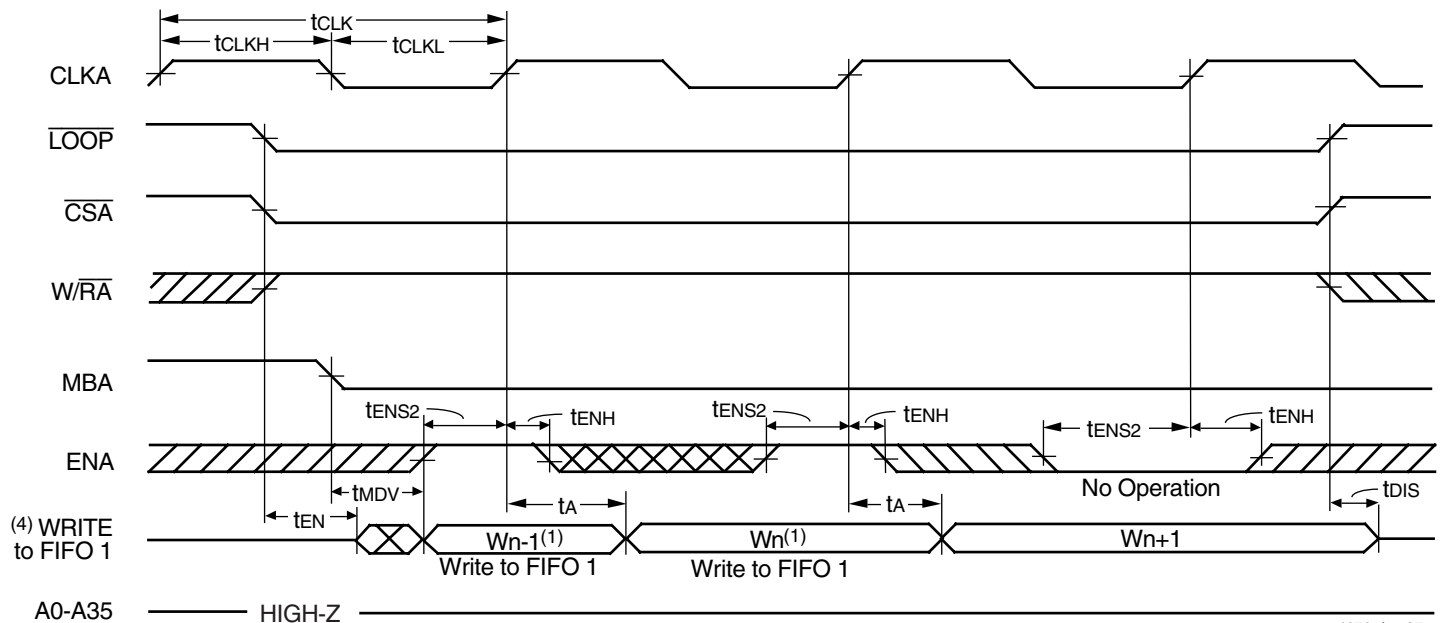 tCLK
tCLKH tCLKL
CLKA
LOOP
CSA
W/RA
MBA
tENS2 tENH tENS2 tENH tENS2 tENH
ENA
No Operation
tMDV tA tA tDIS
tEN
(4) WRITE to FIFO 1
Wn-1(1) Wn(1) Wn+1
Write to FIFO 1 Write to FIFO 1
A0-A35 HIGH-Z